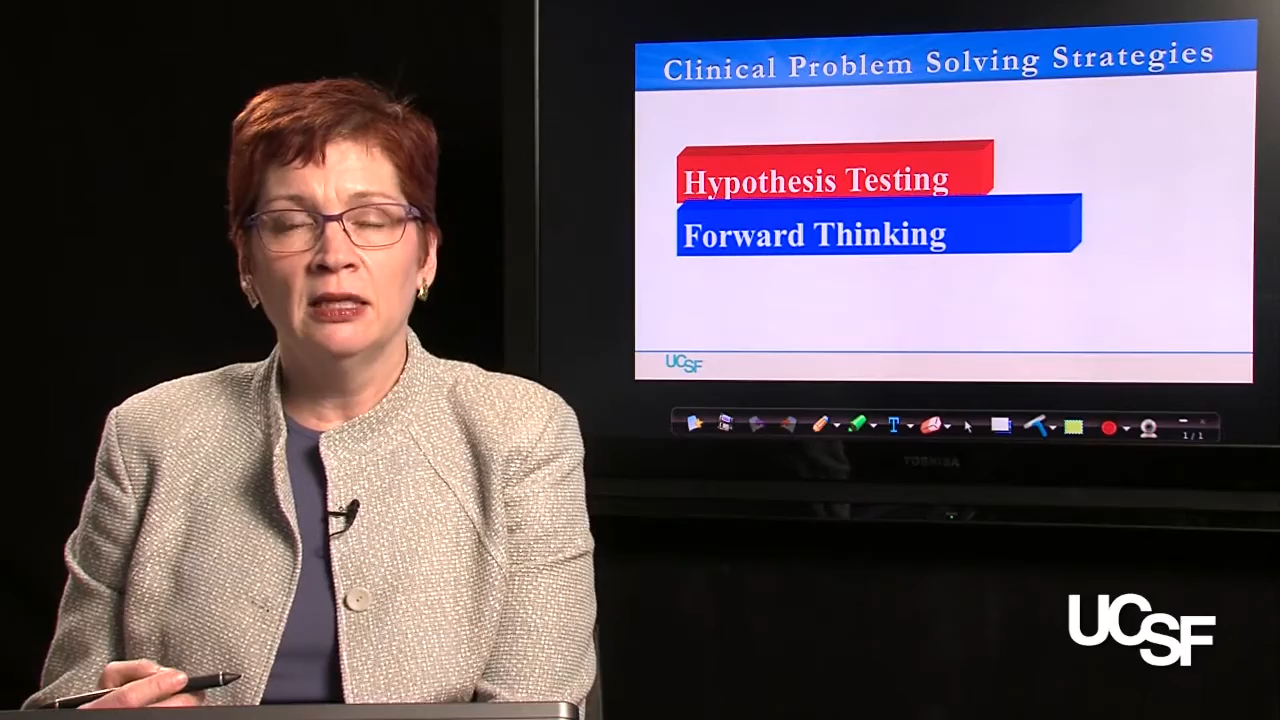 Clinical Problem Solving Strategies
Hypothesis Testing
Forward Thinking
UCSF
T
1/1
TOSHIBA
UCSF